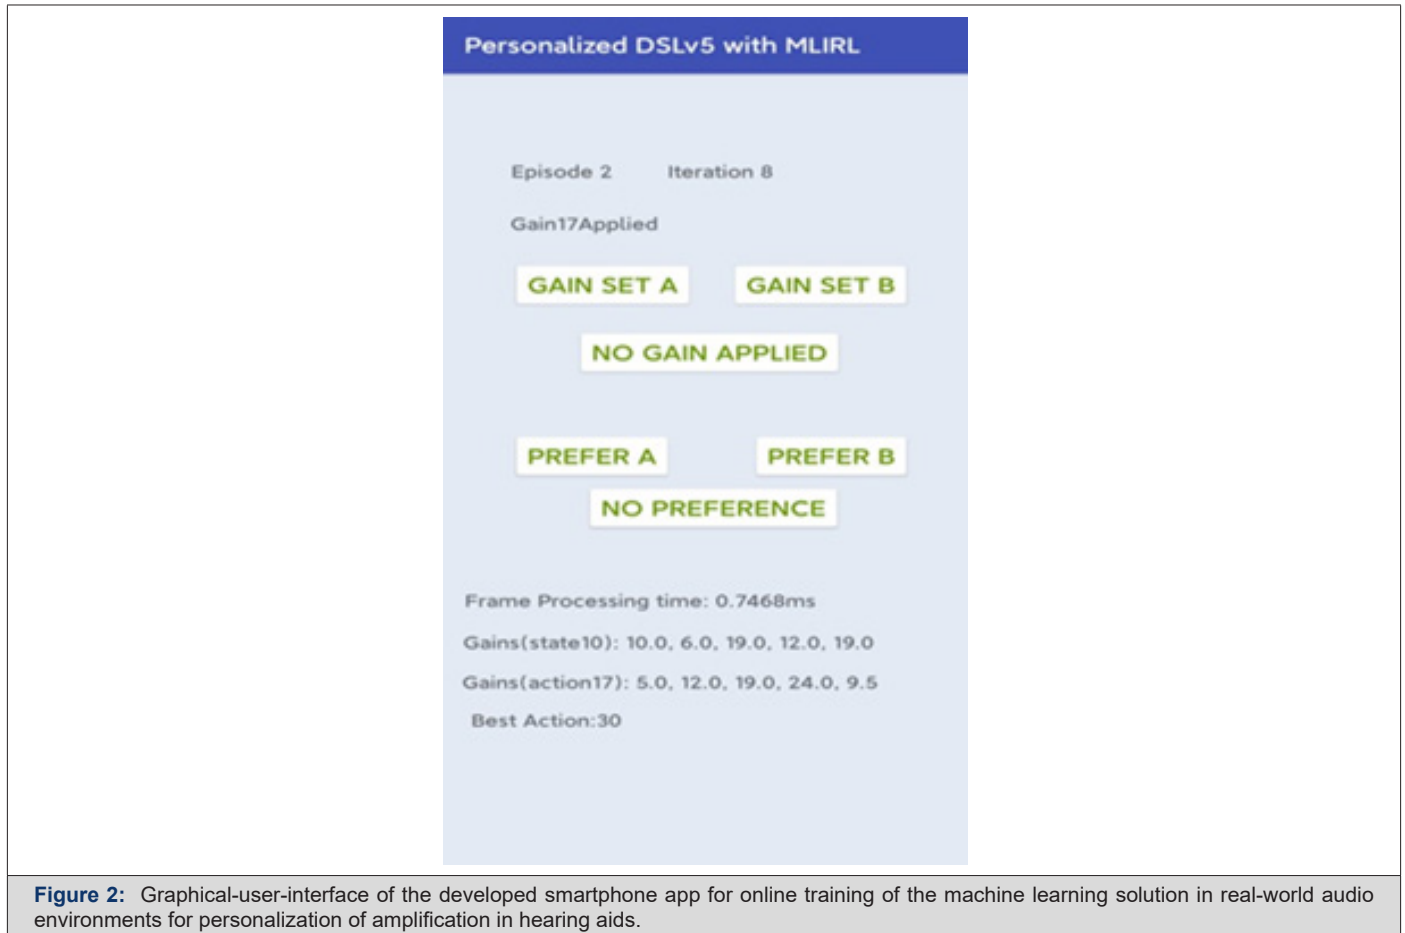 Personalized DSLv5 with MLIRL
Episode 2 Iteration 8
Gain17Applied
GAIN SET A GAIN SET B
NO GAIN APPLIED
PREFER A PREFER B
NO PREFERENCE
Frame Processing time: 0.7468ms
Gains(state10): 10.0, 6.0, 19.0, 12.0, 19.0
Gains(action17): 5.0, 12.0, 19.0, 24.0, 9.5
Best Action:30
Figure 2: Graphical-user-interface of the developed smartphone app for online training of the machine learning solution in real-world audio
environments for personalization of amplification in hearing aids.